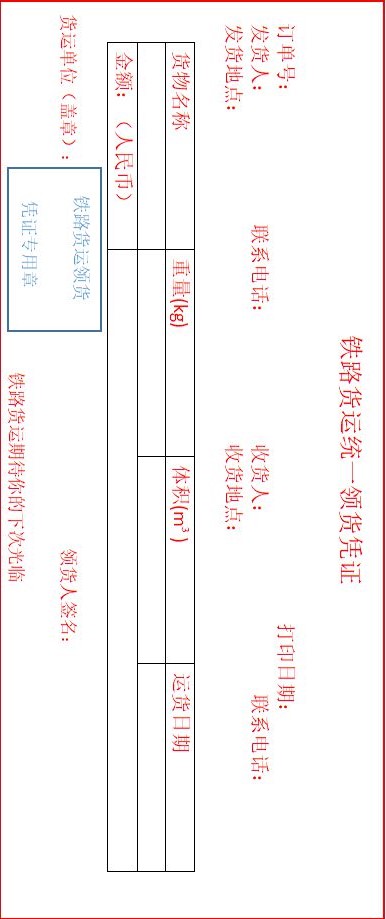 铁路货运统一领货凭证
订单号： 打印日期：
发货人： 联系电话： 收货人： 联系电话：
发货地点： 收货地点：
货物名称 重量(kg) 体积(m³ ) 运货日期
金额：（人民币）
货运单位（盖章）： 领货人签名：
铁路货运领货
凭证专用章
铁路货运期待你的下次光临